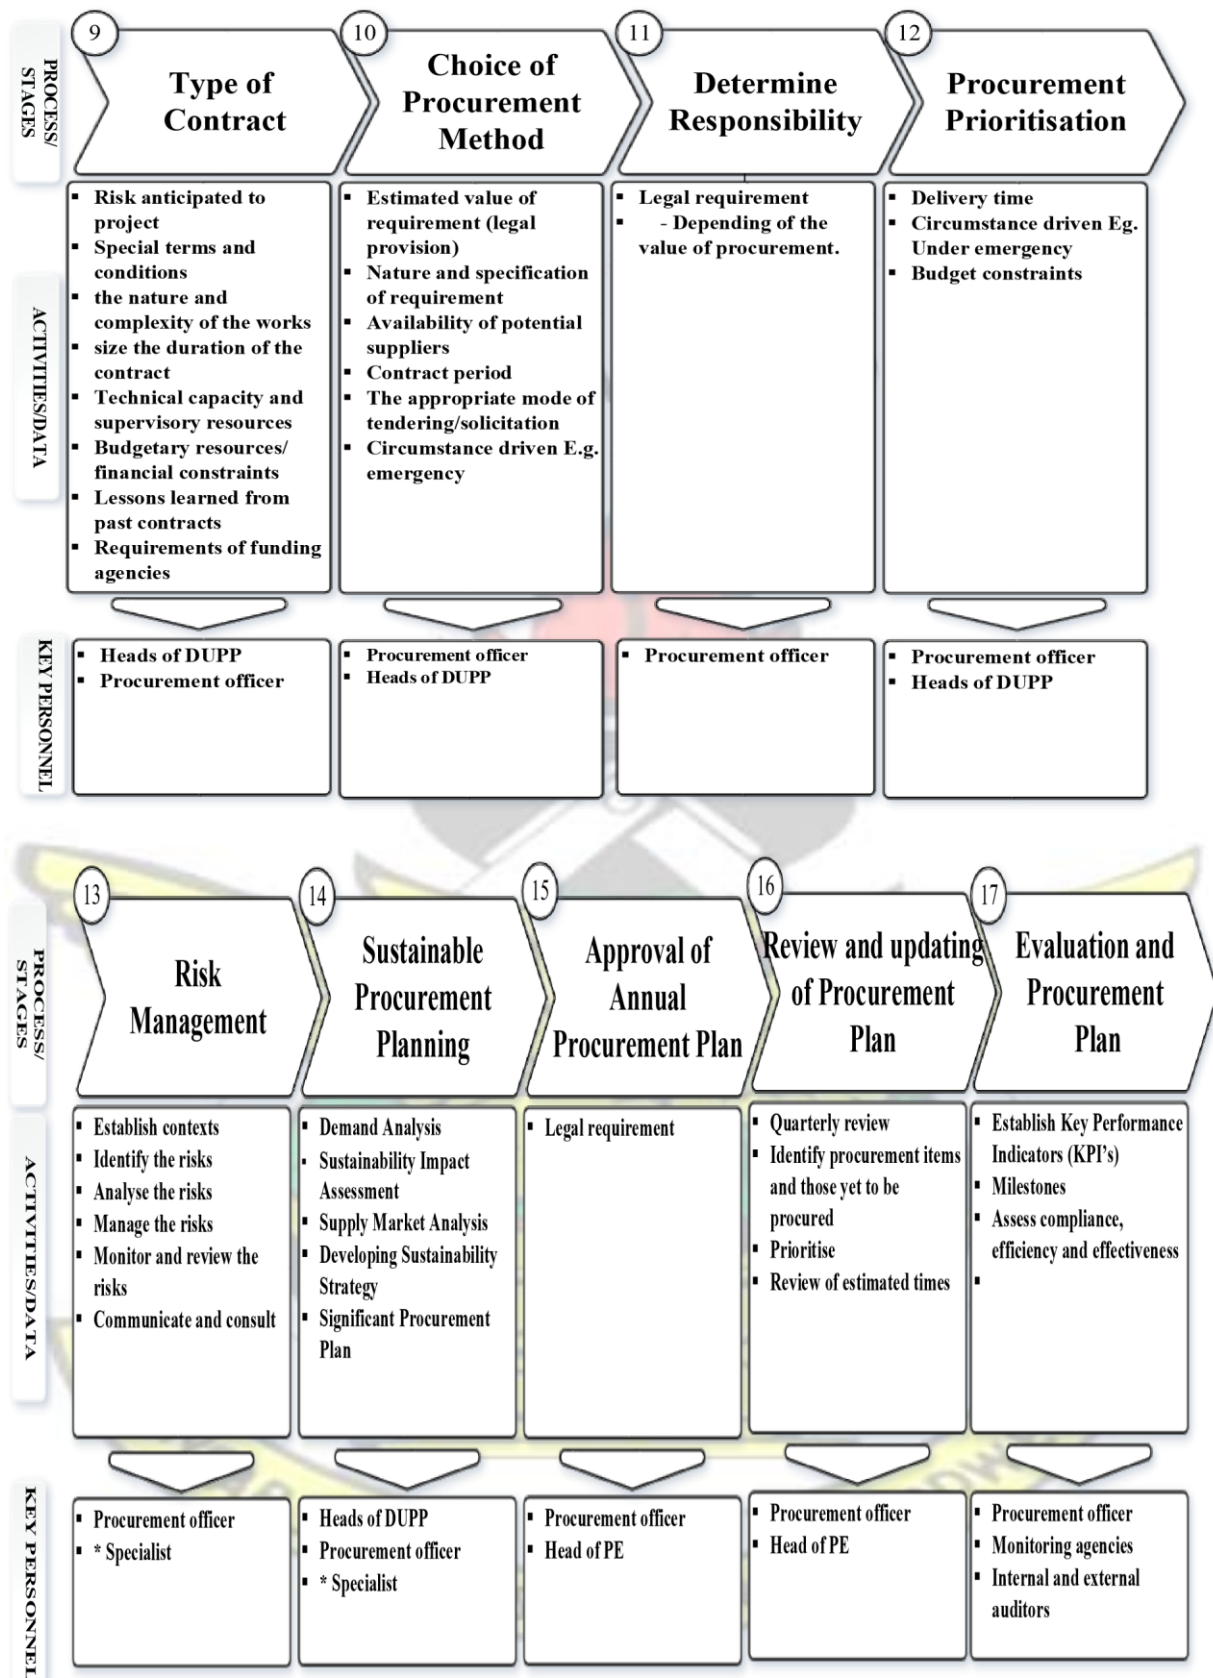 9
Type of
Contract
10
Choice of
Procurement
Method
11
Determine
Responsibility
12
Procurement
Prioritisation
PROCESS/
STAGES
▪ Risk anticipated to
project
▪ Special terms and
conditions
▪ the nature and
complexity of the works
▪ size the duration of the
contract
▪ Technical capacity and
supervisory resources
▪ Budgetary resources/
financial constraints
▪ Lessons learned from
past contracts
▪ Requirements of funding
agencies
▪ Estimated value of
requirement (legal
provision)
▪ Nature and specification
of requirement
▪ Availability of potential
suppliers
▪ Contract period
▪ The appropriate mode of
tendering/solicitation
▪ Circumstance driven E.g.
emergency
▪ Legal requirement
▪ - Depending of the
value of procurement.
▪ Delivery time
▪ Circumstance driven Eg.
Under emergency
▪ Budget constraints
ACTIVITIES/DATA
▪ Heads of DUPP
▪ Procurement officer
▪ Procurement officer
▪ Heads of DUPP
▪ Procurement officer
▪ Procurement officer
▪ Heads of DUPP
KEY PERSONNEL
13
Risk
Management
14
Sustainable
Procurement
Planning
15
Approval of
Annual
Procurement Plan
16
Review and updating
of Procurement
Plan
17
Evaluation and
Procurement
Plan
PROCESS/
STAGES
▪ Establish contexts
▪ Identify the risks
▪ Analyse the risks
▪ Manage the risks
▪ Monitor and review the
risks
▪ Communicate and consult
▪ Demand Analysis
▪ Sustainability Impact
Assessment
▪ Supply Market Analysis
▪ Developing Sustainability
Strategy
▪ Significant Procurement
Plan
▪ Legal requirement
▪ Quarterly review
▪ Identify procurement items
and those yet to be
procured
▪ Prioritise
▪ Review of estimated times
▪ Establish Key Performance
Indicators (KPI's)
▪ Milestones
▪ Assess compliance,
efficiency and effectiveness
▪
ACTIVITIES/DATA
▪ Procurement officer
▪ * Specialist
▪ Heads of DUPP
▪ Procurement officer
▪ * Specialist
▪ Procurement officer
▪ Head of PE
▪ Procurement officer
▪ Head of PE
▪ Procurement officer
▪ Monitoring agencies
▪ Internal and external
auditors
KEY PERSONNEL